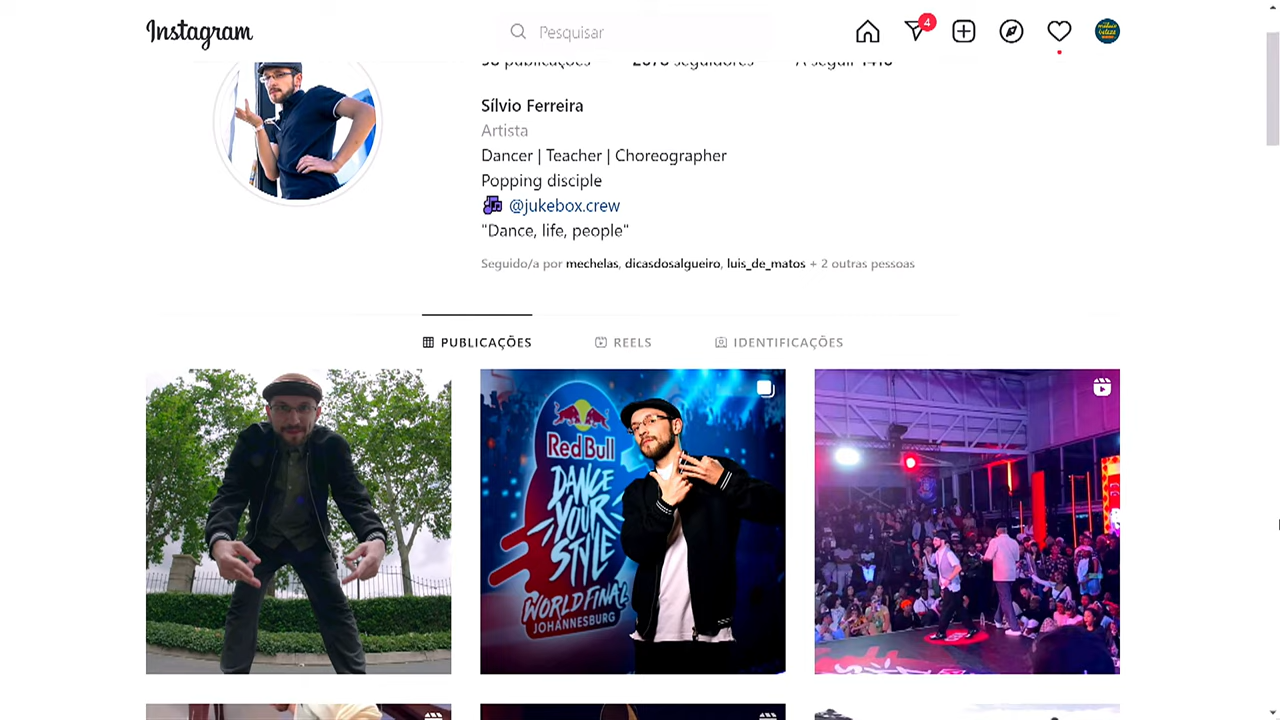 Instagram
Pesquisar
4
Sílvio Ferreira
Artista
Dancer | Teacher | Choreographer
Popping disciple
@jukebox.crew
"Dance, life, people"
Seguido/a por mechelas, dicasdosalgueiro, luis_de_matos + 2 outras pessoas
PUBLICAÇÕES
REELS
IDENTIFICAÇÕES
Red Bull
DANCE
YOUR
STYLE
WORLD FINAL
JOHANNESBURG